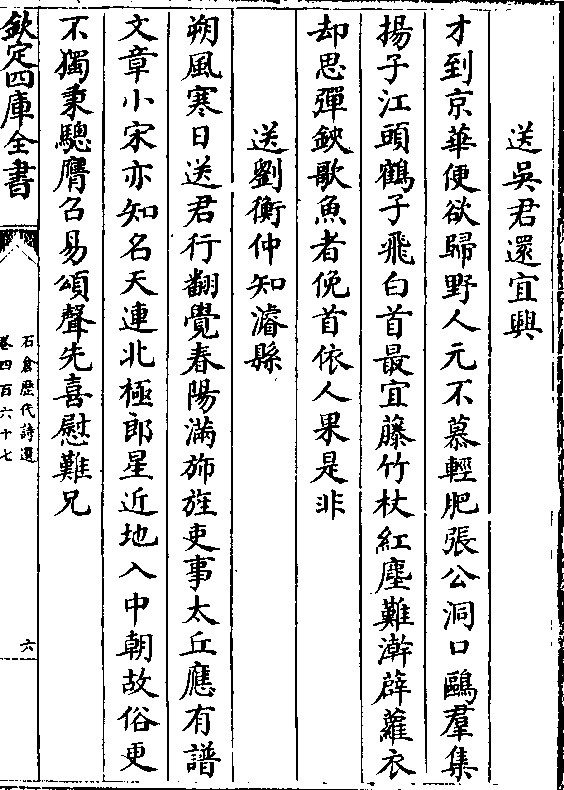 送吳君還宜興
才到京華便欲歸野人元不慕輕肥張公洞口鷗羣集
揚子江頭鶴子飛白首最宜藤竹杖紅塵難澣薜蘿衣
却思彈鋏歌魚者俛首依人果是非
送劉衡仲知濬縣
朔風寒日送君行翻覺春陽滿斾旌吏事太丘應有譜
文章小宋亦知名天連北極郎星近地入中朝故俗更
不獨乘驄膺召易頌聲先喜慰難兄
欽定四庫全書
石倉歷代詩選
卷四百六十七
六